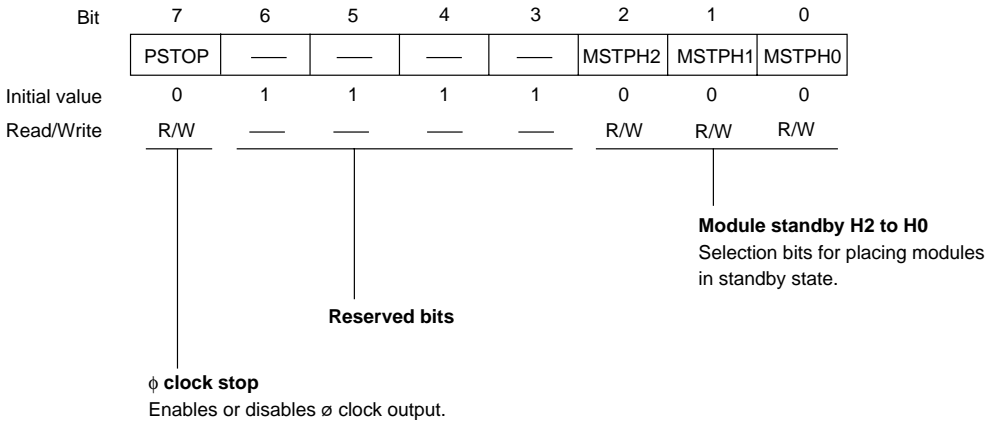 Bit 7 6 5 4 3 2 1 0
PSTOP — — — — MSTPH2 MSTPH1 MSTPH0
Initial value 0 1 1 1 1 0 0 0
Read/Write R/W — — — — R/W R/W R/W
Module standby H2 to H0
Selection bits for placing modules
in standby state.
Reserved bits
ϕ clock stop
Enables or disables ø clock output.